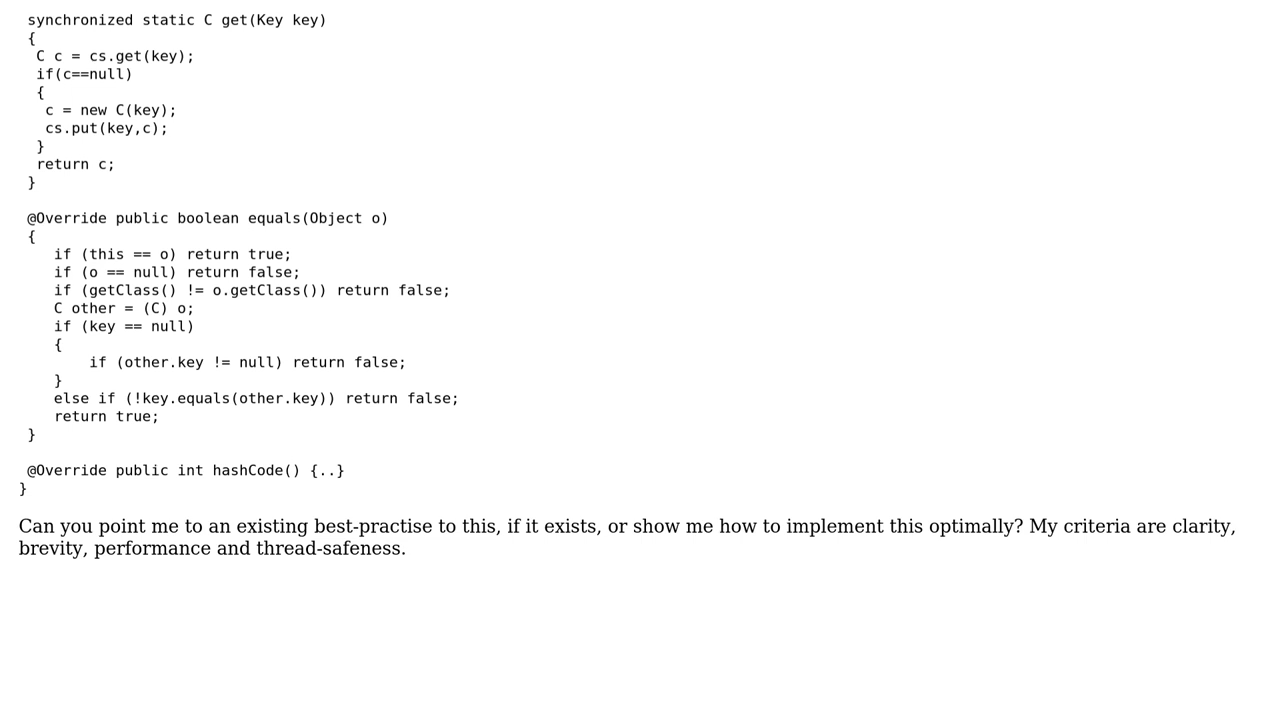 synchronized static C get(Key key)
{
C c = cs.get(key);
if(c==null)
{
c = new C(key);
cs.put(key,c);
}
return c;
}
@Override public boolean equals(Object o)
{
if (this == o) return true;
if (o == null) return false;
if (getClass() != o.getClass()) return false;
C other = (C) o;
if (key == null)
{
if (other.key != null) return false;
}
else if (!key.equals(other.key)) return false;
return true;
}
@Override public int hashCode() {..}
}
Can you point me to an existing best-practise to this, if it exists, or show me how to implement this optimally? My criteria are clarity,
brevity, performance and thread-safeness.